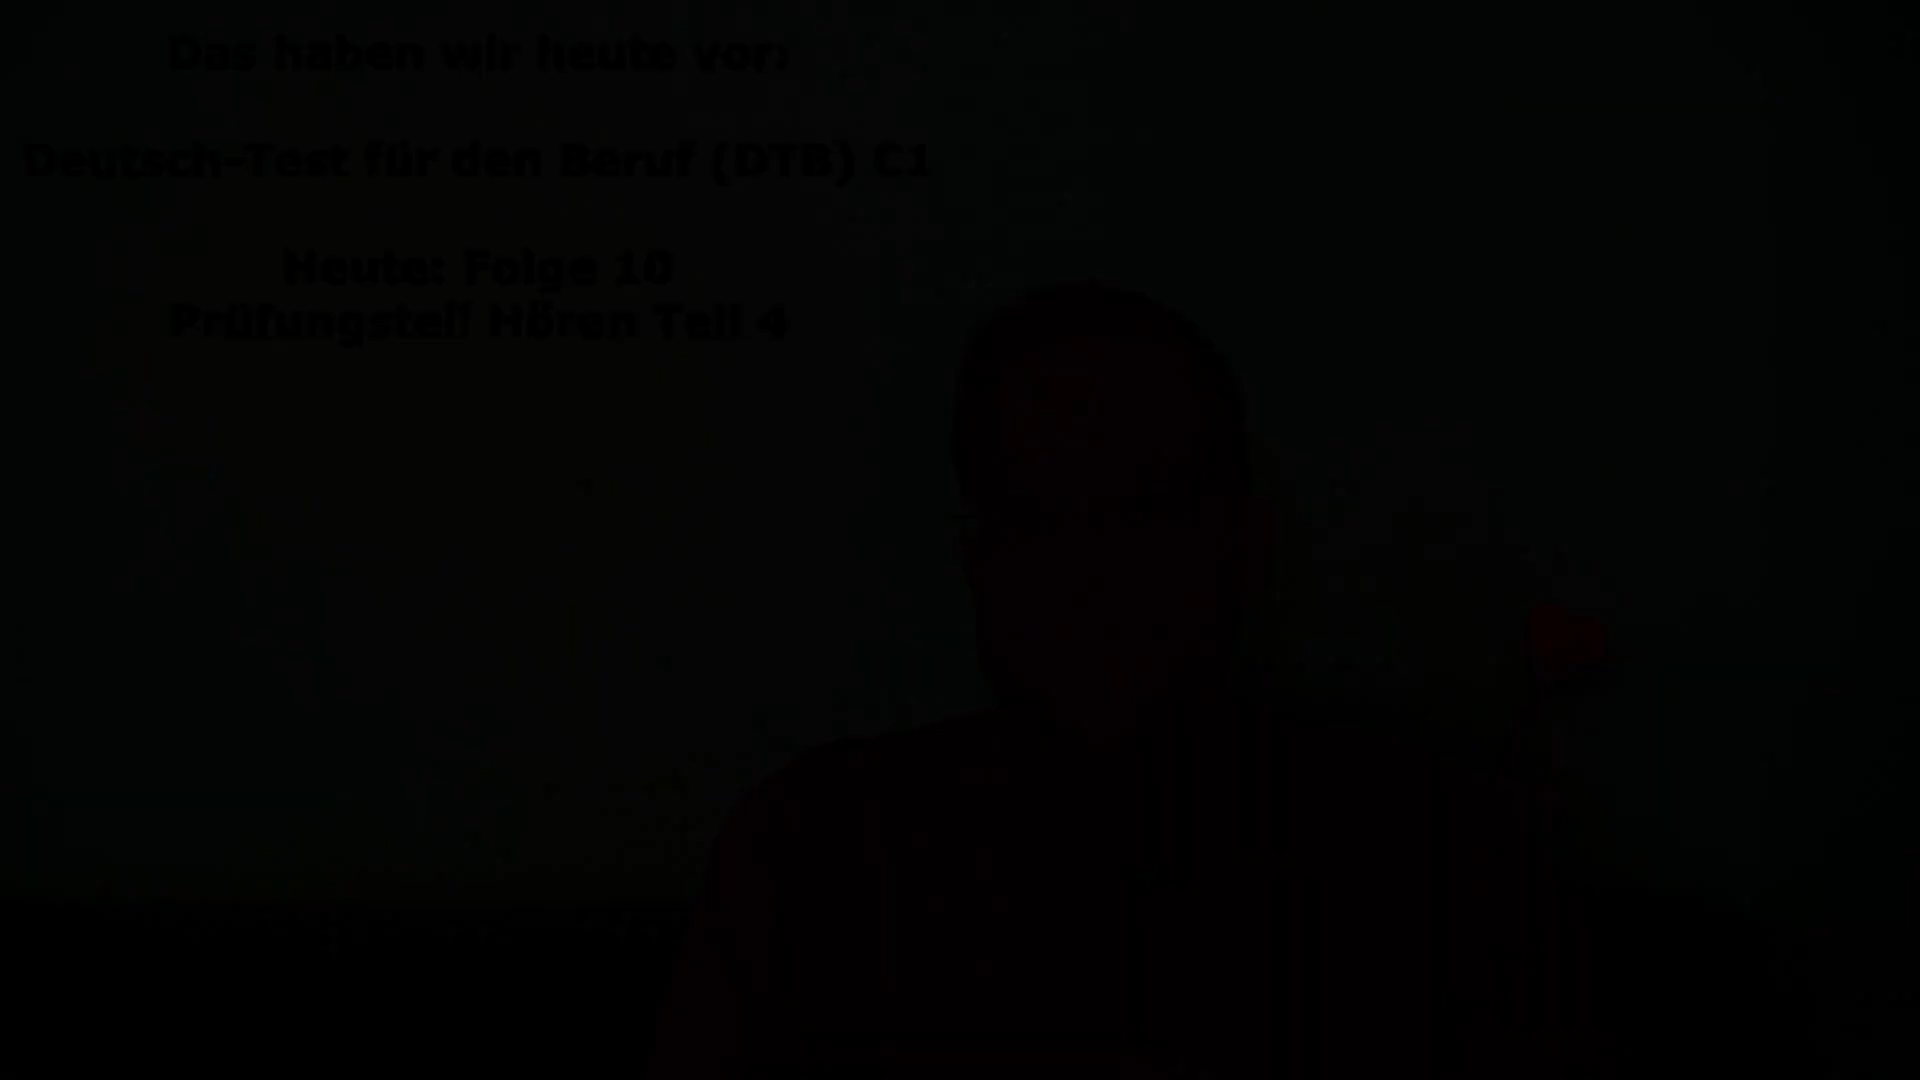 Das haben wir heute vor:
Deutsch-Test für den Beruf (DTB) C1
Heute: Folge 10
Prüfungsteil Hören Teil 4